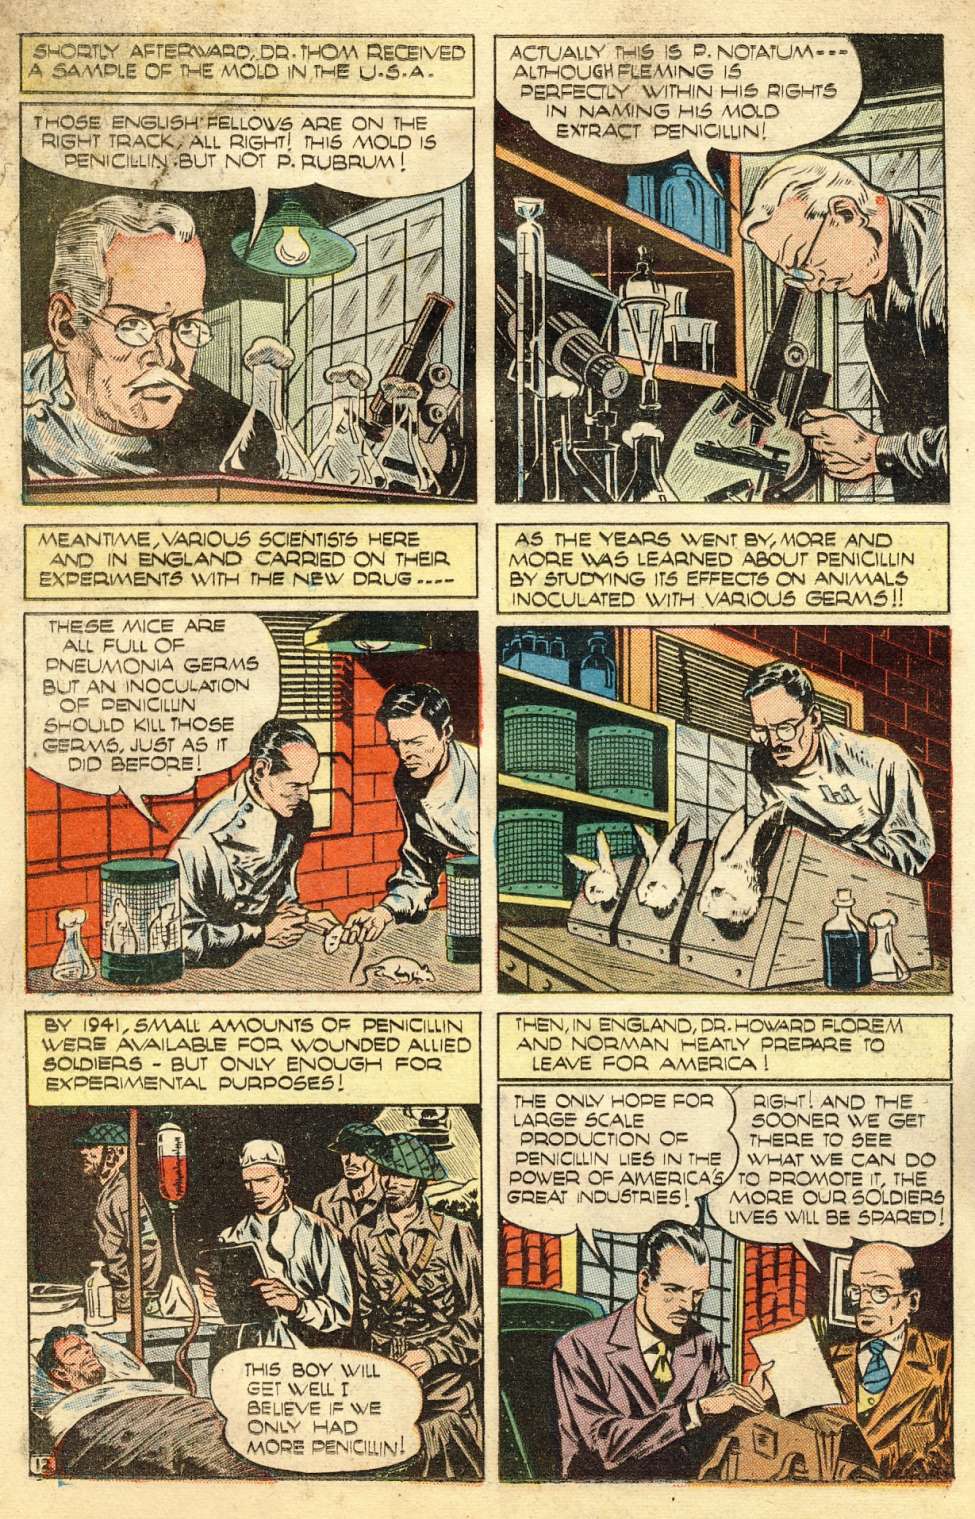 SHORTLY AFTERWARD, DR. THOM RECEIVED
A SAMPLE OF THE MOLD IN THE U.S.A.
THOSE ENGLISH FELLOWS ARE ON THE
RIGHT TRACK, ALL RIGHT! THIS MOLD IS
PENICILLIN BUT NOT P. RUBRUM!
ACTUALLY THIS IS P. NOTATUM---
ALTHOUGH FLEMING IS
PERFECTLY WITHIN HIS RIGHTS
IN NAMING HIS MOLD
EXTRACT PENICILLIN!
MEANTIME, VARIOUS SCIENTISTS HERE
AND IN ENGLAND CARRIED ON THEIR
EXPERIMENTS WITH THE NEW DRUG----
THESE MICE ARE
ALL FULL OF
PNEUMONIA GERMS
BUT AN INOCULATION
OF PENICILLIN
SHOULD KILL THOSE
GERMS, JUST AS IT
DID BEFORE!
AS THE YEARS WENT BY, MORE AND
MORE WAS LEARNED ABOUT PENICILLIN
BY STUDYING ITS EFFECTS ON ANIMALS
INOCULATED WITH VARIOUS GERMS!!
BY 1941, SMALL AMOUNTS OF PENICILLIN
WERE AVAILABLE FOR WOUNDED ALLIED
SOLDIERS - BUT ONLY ENOUGH FOR
EXPERIMENTAL PURPOSES!
THIS BOY WILL
GET WELL I
BELIEVE IF WE
ONLY HAD
MORE PENICILLIN!
12
THEN, IN ENGLAND, DR. HOWARD FLOREM
AND NORMAN HEATLY PREPARE TO
LEAVE FOR AMERICA!
THE ONLY HOPE FOR
LARGE SCALE
PRODUCTION OF
PENICILLIN LIES IN THE
POWER OF AMERICA'S
GREAT INDUSTRIES!
RIGHT! AND THE
SOONER WE GET
THERE TO SEE
WHAT WE CAN DO
TO PROMOTE IT, THE
MORE OUR SOLDIERS
LIVES WILL BE SPARED!